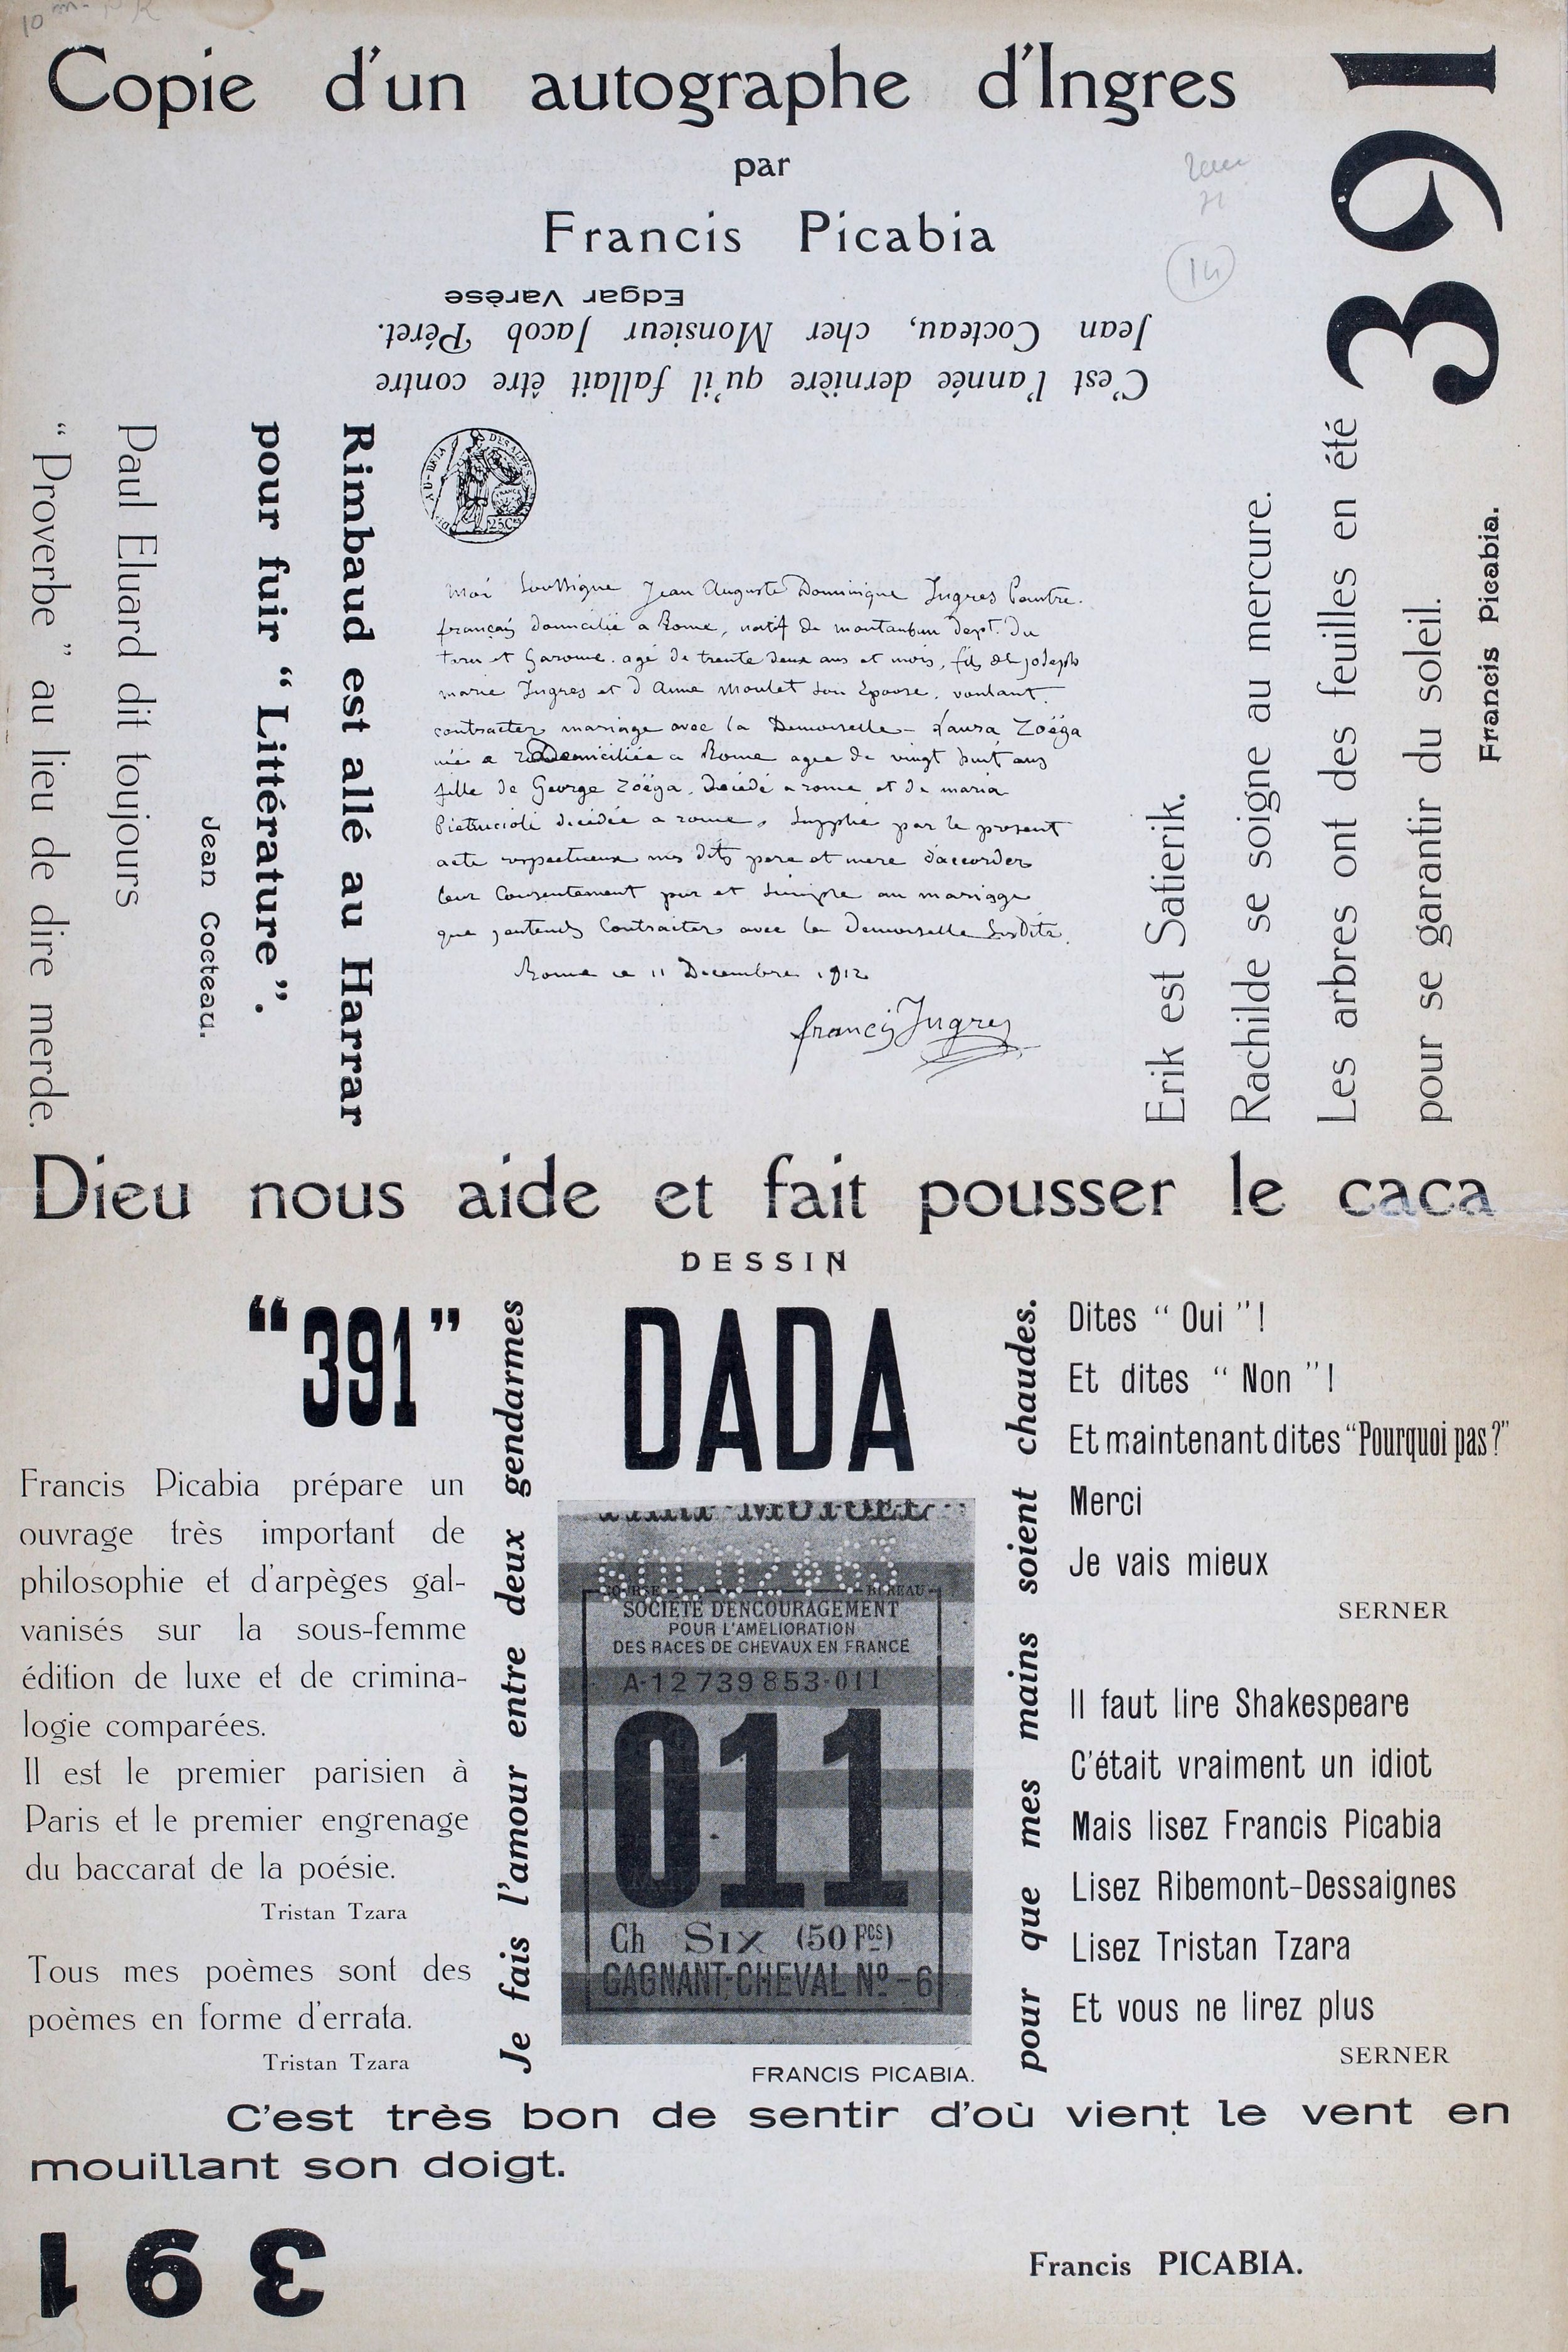 Copie d'un autographe d'Ingres
par
Francis Picabia
391
C'est l'année dernière qu'il fallait être contre
Jean Cocteau, cher Monsieur Jacob Péret.
Edgar Varèse
Rimbaud est allé au Harrar
pour fuir “ Littérature ”.
Jean Cocteau.
Paul Eluard dit toujours
“ Proverbe ” au lieu de dire merde.
AU-DELA DES ALPES
25C
Moi Soussigné Jean Auguste Dominique Ingres Peintre.
français domicilié a Rome, natif de montauban dept. du
tarn et Garonne. agé de trente deux ans et mois, fils de joseph
marie Ingres et d'Anne Moulet son Epouse, voulant
contracter mariage avec la Demoiselle Laura Zoëga
née a domiciliée a Rome agée de vingt huit ans
fille de George Zoëga, décédé a rome et de maria
décédée a rome, supplie par le present
acte respectueux mes dits pere et mere d'accorder
leur Consentement pur et simple au mariage
que j'entends Contracter avec la Demoiselle Susdite.
Rome ce 11 Decembre 1912
francis Ingres
Erik est Satierik.
Rachilde se soigne au mercure.
Les arbres ont des feuilles en été
pour se garantir du soleil.
Francis Picabia.
Dieu nous aide et fait pousser le caca
DESSIN
DADA
“391”
Francis Picabia prépare un
ouvrage très important de
philosophie et d'arpèges gal-
vanisés sur la sous-femme
édition de luxe et de crimina-
logie comparées.
Il est le premier parisien à
Paris et le premier engrenage
du baccarat de la poésie.
Tristan Tzara
Tous mes poèmes sont des
poèmes en forme d'errata.
Tristan Tzara
Je fais l'amour entre deux gendarmes
pour que mes mains soient chaudes.
COURSE BUREAU
SOCIÉTÉ D'ENCOURAGEMENT
POUR L'AMÉLIORATION
DES RACES DE CHEVAUX EN FRANCE
A-12739853-011
011
Ch SIX (50 Fcs)
GAGNANT-CHEVAL Nº-6
FRANCIS PICABIA.
Dites “ Oui ”!
Et dites “ Non ”!
Et maintenant dites “Pourquoi pas ?”
Merci
Je vais mieux
SERNER
Il faut lire Shakespeare
C'était vraiment un idiot
Mais lisez Francis Picabia
Lisez Ribemont-Dessaignes
Lisez Tristan Tzara
Et vous ne lirez plus
SERNER
C'est très bon de sentir d'où vient le vent en
mouillant son doigt.
Francis PICABIA.
391